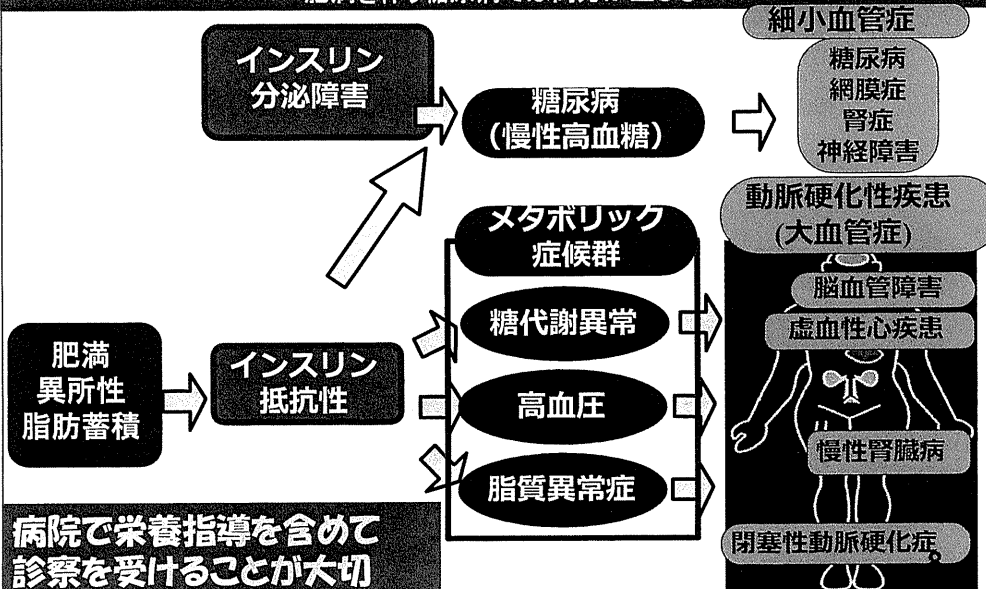 インスリン
分泌障害
糖尿病
(慢性高血糖)
細小血管症
糖尿病
網膜症
腎症
神経障害
動脈硬化性疾患
(大血管症)
メタボリック
症候群
脳血管障害
糖代謝異常
虚血性心疾患
肥満
異所性
脂肪蓄積
インスリン
抵抗性
高血圧
慢性腎臓病
脂質異常症
病院で栄養指導を含めて
診察を受けることが大切
閉塞性動脈硬化症。